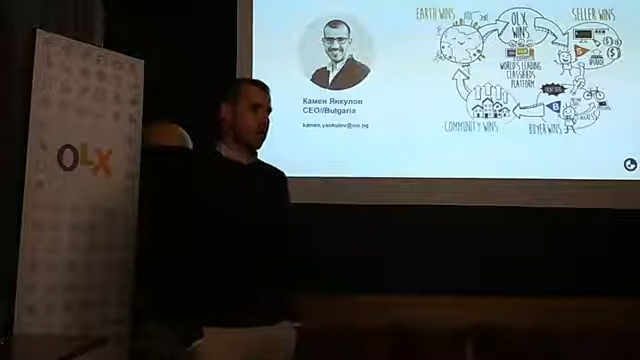 OLX
Камен Янкулов
CEO//Bulgaria
kamen.yankulov@olx.bg
EARTH WINS
OLX
WINS
WORLD'S LEADING
CLASSIFIEDS
PLATFORM
SELLER WINS
COMMUNITY WINS
BUYER WINS